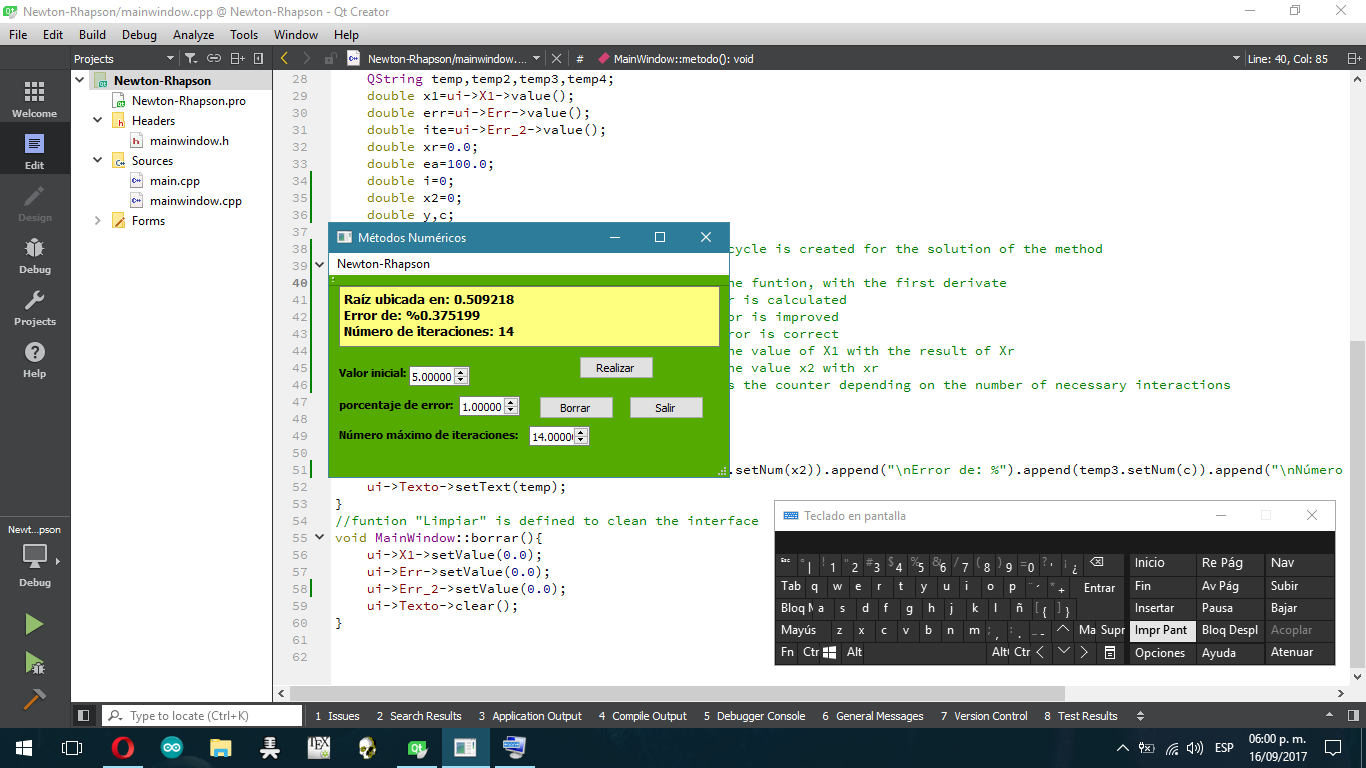 Newton-Rhapson/mainwindow.cpp @ Newton-Rhapson - Qt Creator
File Edit Build Debug Analyze Tools Window Help
Projects
Newton-Rhapson/mainwindow....
#
MainWindow::metodo(): void
Line: 40, Col: 85
Welcome
Edit
Design
Debug
Projects
Help
Newt...pson
Debug
Newton-Rhapson
Newton-Rhapson.pro
Headers
mainwindow.h
Sources
main.cpp
mainwindow.cpp
Forms
28 QString temp,temp2,temp3,temp4;
29 double x1=ui->X1->value();
30 double err=ui->Err->value();
31 double ite=ui->Err_2->value();
32 double xr=0.0;
33 double ea=100.0;
34 double i=0;
35 double x2=0;
36 double y,c;
37
38 cycle is created for the solution of the method
39
40 he funtion, with the first derivate
41 r is calculated
42 or is improved
43 ror is correct
44 he value of X1 with the result of Xr
45 he value x2 with xr
46 s the counter depending on the number of necessary interactions
47
48
49
50
51 .setNum(x2)).append("\nError de: %").append(temp3.setNum(c)).append("\nNúmero
52 ui->Texto->setText(temp);
53 }
54 //funtion "Limpiar" is defined to clean the interface
55 void MainWindow::borrar(){
56 ui->X1->setValue(0.0);
57 ui->Err->setValue(0.0);
58 ui->Err_2->setValue(0.0);
59 ui->Texto->clear();
60 }
61
62
Métodos Numéricos
Newton-Rhapson
Raíz ubicada en: 0.509218
Error de: %0.375199
Número de iteraciones: 14
Valor inicial: 5.00000
Realizar
porcentaje de error: 1.00000
Borrar
Salir
Número máximo de iteraciones: 14.0000
Teclado en pantalla
Esc ° | ! 1 " 2 # 3 $ 4 % 5 & 6 / 7 ( 8 ) 9 = 0 ? ' ¡ ¿ Inicio Re Pág Nav
Tab q w e r t y u i o p ¨ ´ * + Entrar Fin Av Pág Subir
Bloq M a s d f g h j k l ñ [ { ] } Insertar Pausa Bajar
Mayús z x c v b n m ; , : . _ - Ma Supr Impr Pant Bloq Despl Acoplar
Fn Ctr Alt Alt Ctr Opciones Ayuda Atenuar
Type to locate (Ctrl+K)
1 Issues 2 Search Results 3 Application Output 4 Compile Output 5 Debugger Console 6 General Messages 7 Version Control 8 Test Results
TEX
Qt
ESP
06:00 p. m.
16/09/2017